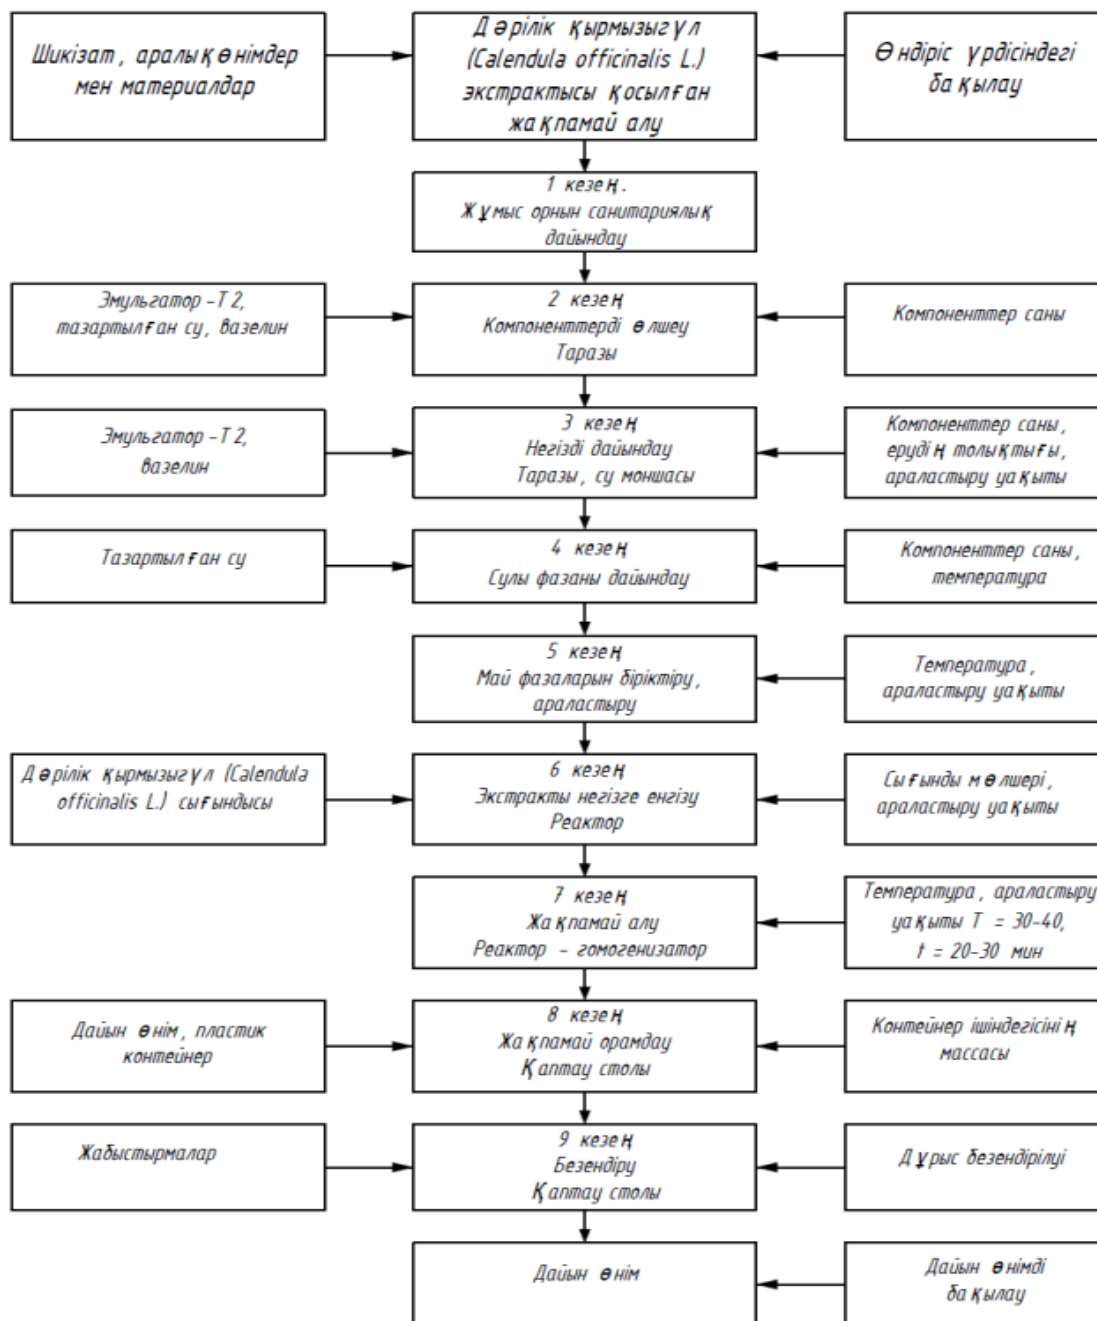 Шикізат, аралық өнімдер
мен материалдар
Дәрілік қырмызыгүл
(Calendula officinalis L.)
экстрактысы қосылған
жақпамай алу
Өндіріс үрдісіндегі
бақылау
1 кезең.
Жұмыс орнын санитариялық
дайындау
Эмульгатор -Т2,
тазартылған су, вазелин
2 кезең
Компоненттерді өлшеу
Таразы
Компоненттер саны
Эмульгатор -Т2,
вазелин
3 кезең
Негізді дайындау
Таразы, су моншасы
Компоненттер саны,
ерудің толықтығы,
араластыру уақыты
Тазартылған су
4 кезең
Сулы фазаны дайындау
Компоненттер саны,
температура
5 кезең
Май фазаларын біріктіру,
араластыру
Температура,
араластыру уақыты
Дәрілік қырмызыгүл (Calendula
officinalis L.) сығындысы
6 кезең
Экстракты негізге енгізу
Реактор
Сығынды мөлшері,
араластыру уақыты
7 кезең
Жақпамай алу
Реактор - гомогенизатор
Температура, араластыру
уақыты T = 30-40,
t = 20-30 мин
Дайын өнім, пластик
контейнер
8 кезең
Жақпамай орамдау
Қаптау столы
Контейнер ішіндегісінің
массасы
Жабыстырмалар
9 кезең
Безендіру
Қаптау столы
Дұрыс безендірілуі
Дайын өнім
Дайын өнімді
бақылау